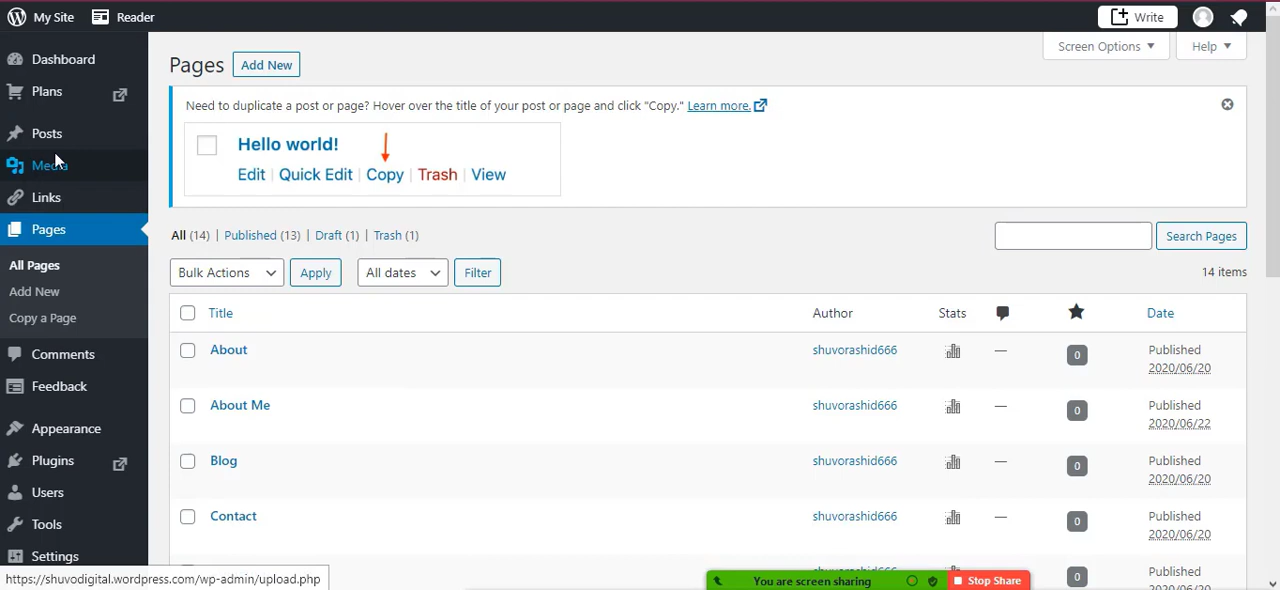 My Site Reader Write
Dashboard
Plans
Posts
Media
Links
Pages
All Pages
Add New
Copy a Page
Comments
Feedback
Appearance
Plugins
Users
Tools
Settings
Screen Options Help
Pages Add New
Need to duplicate a post or page? Hover over the title of your post or page and click "Copy." Learn more.
Hello world!
Edit | Quick Edit | Copy | Trash | View
All (14) | Published (13) | Draft (1) | Trash (1)
Search Pages
Bulk Actions Apply All dates Filter
14 items
Title Author Stats Date
About shuvorashid666 — 0 Published
2020/06/20
About Me shuvorashid666 — 0 Published
2020/06/22
Blog shuvorashid666 — 0 Published
2020/06/20
Contact shuvorashid666 — 0 Published
2020/06/20
0
https://shuvodigital.wordpress.com/wp-admin/upload.php
You are screen sharing Stop Share